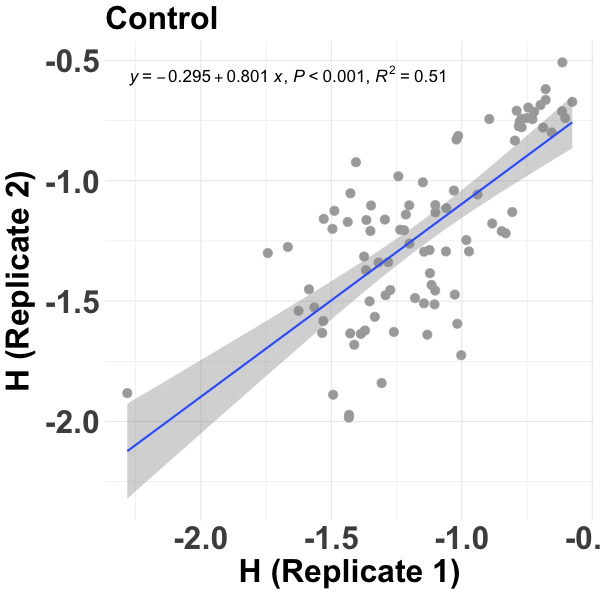 Control
y = −0.295 + 0.801 x, P < 0.001, R² = 0.51
H (Replicate 2)
-0.5
-1.0
-1.5
-2.0
-2.0 -1.5 -1.0 -0.
H (Replicate 1)